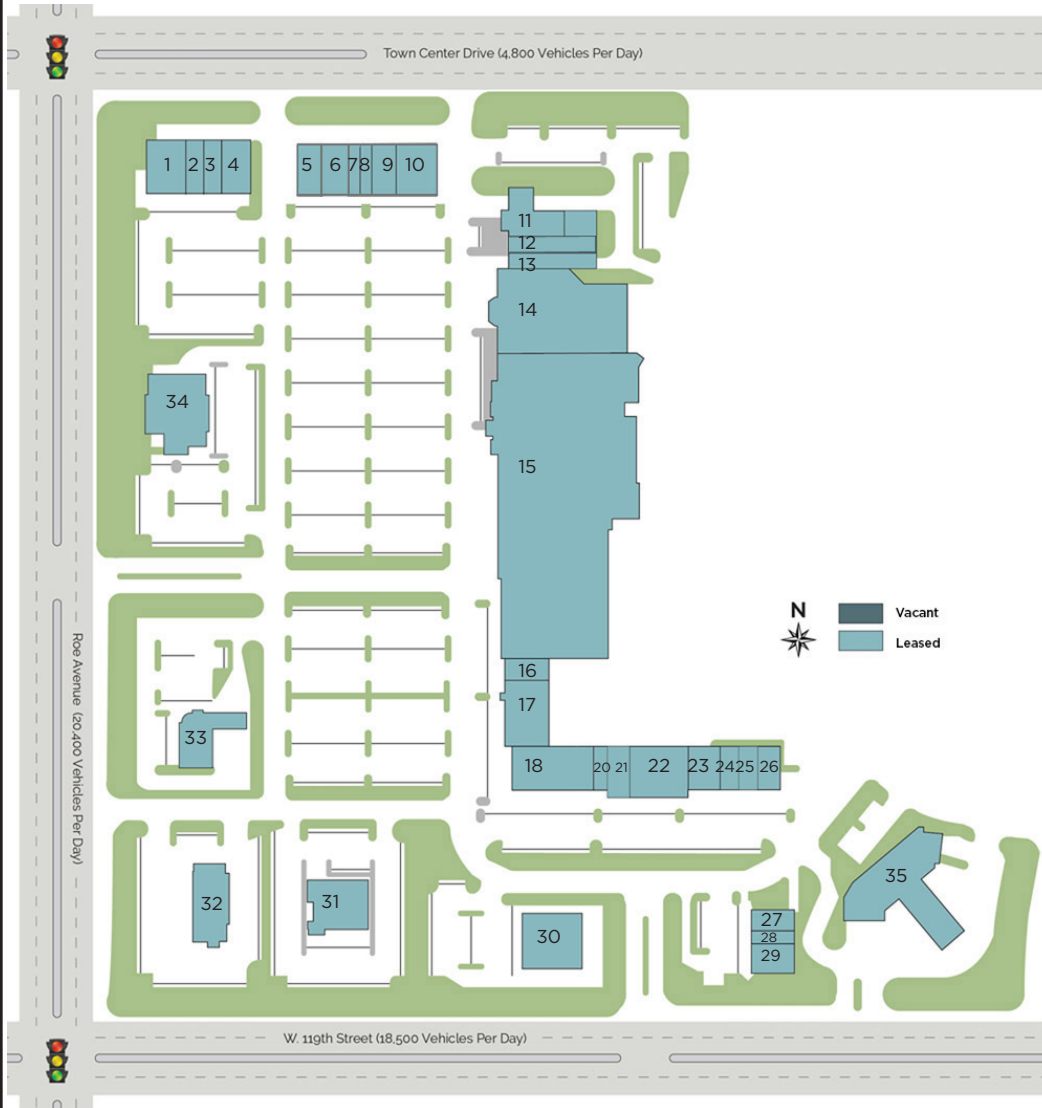 Town Center Drive (4,800 Vehicles Per Day)
1 2 3 4 5 6 7 8 9 10
11
12
13
14
34
15
N
Vacant
Leased
Roe Avenue (20,400 Vehicles Per Day)
16
17
33
18 20 21 22 23 24 25 26
35
32
31
30
27
28
29
W. 119th Street (18,500 Vehicles Per Day)